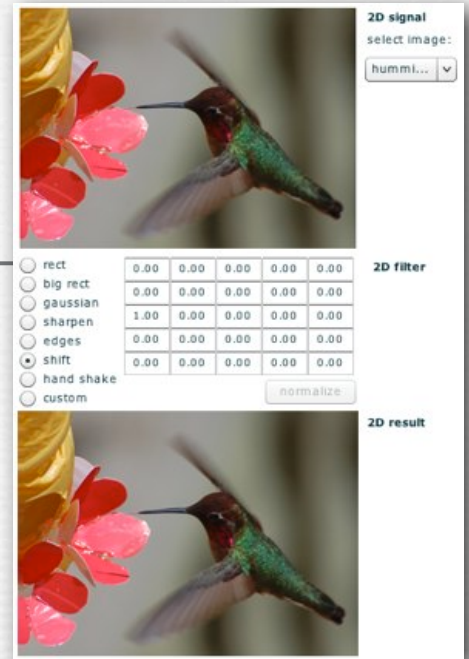 2D signal
select image:
hummi...
rect
big rect
gaussian
sharpen
edges
shift
hand shake
custom
0.00 0.00 0.00 0.00 0.00
0.00 0.00 0.00 0.00 0.00
1.00 0.00 0.00 0.00 0.00
0.00 0.00 0.00 0.00 0.00
0.00 0.00 0.00 0.00 0.00
normalize
2D filter
2D result